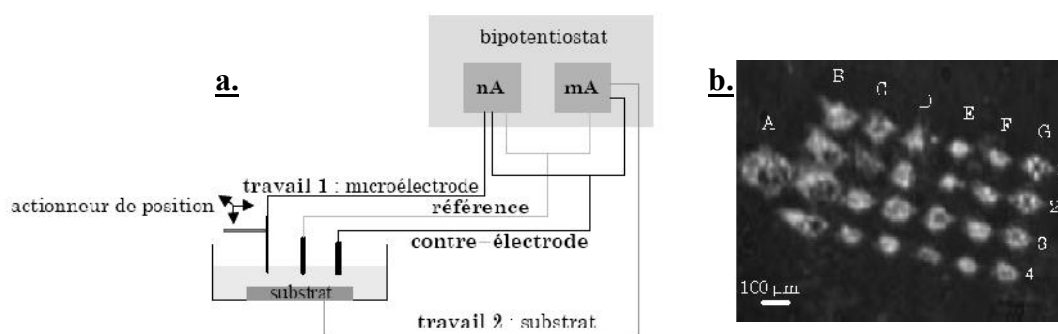 bipotentiostat
a.
nA
mA
travail 1 : microélectrode
actionneur de position
référence
contre-électrode
substrat
travail 2 : substrat
b.
A
B
C
D
E
F
G
2
3
4
100 µm